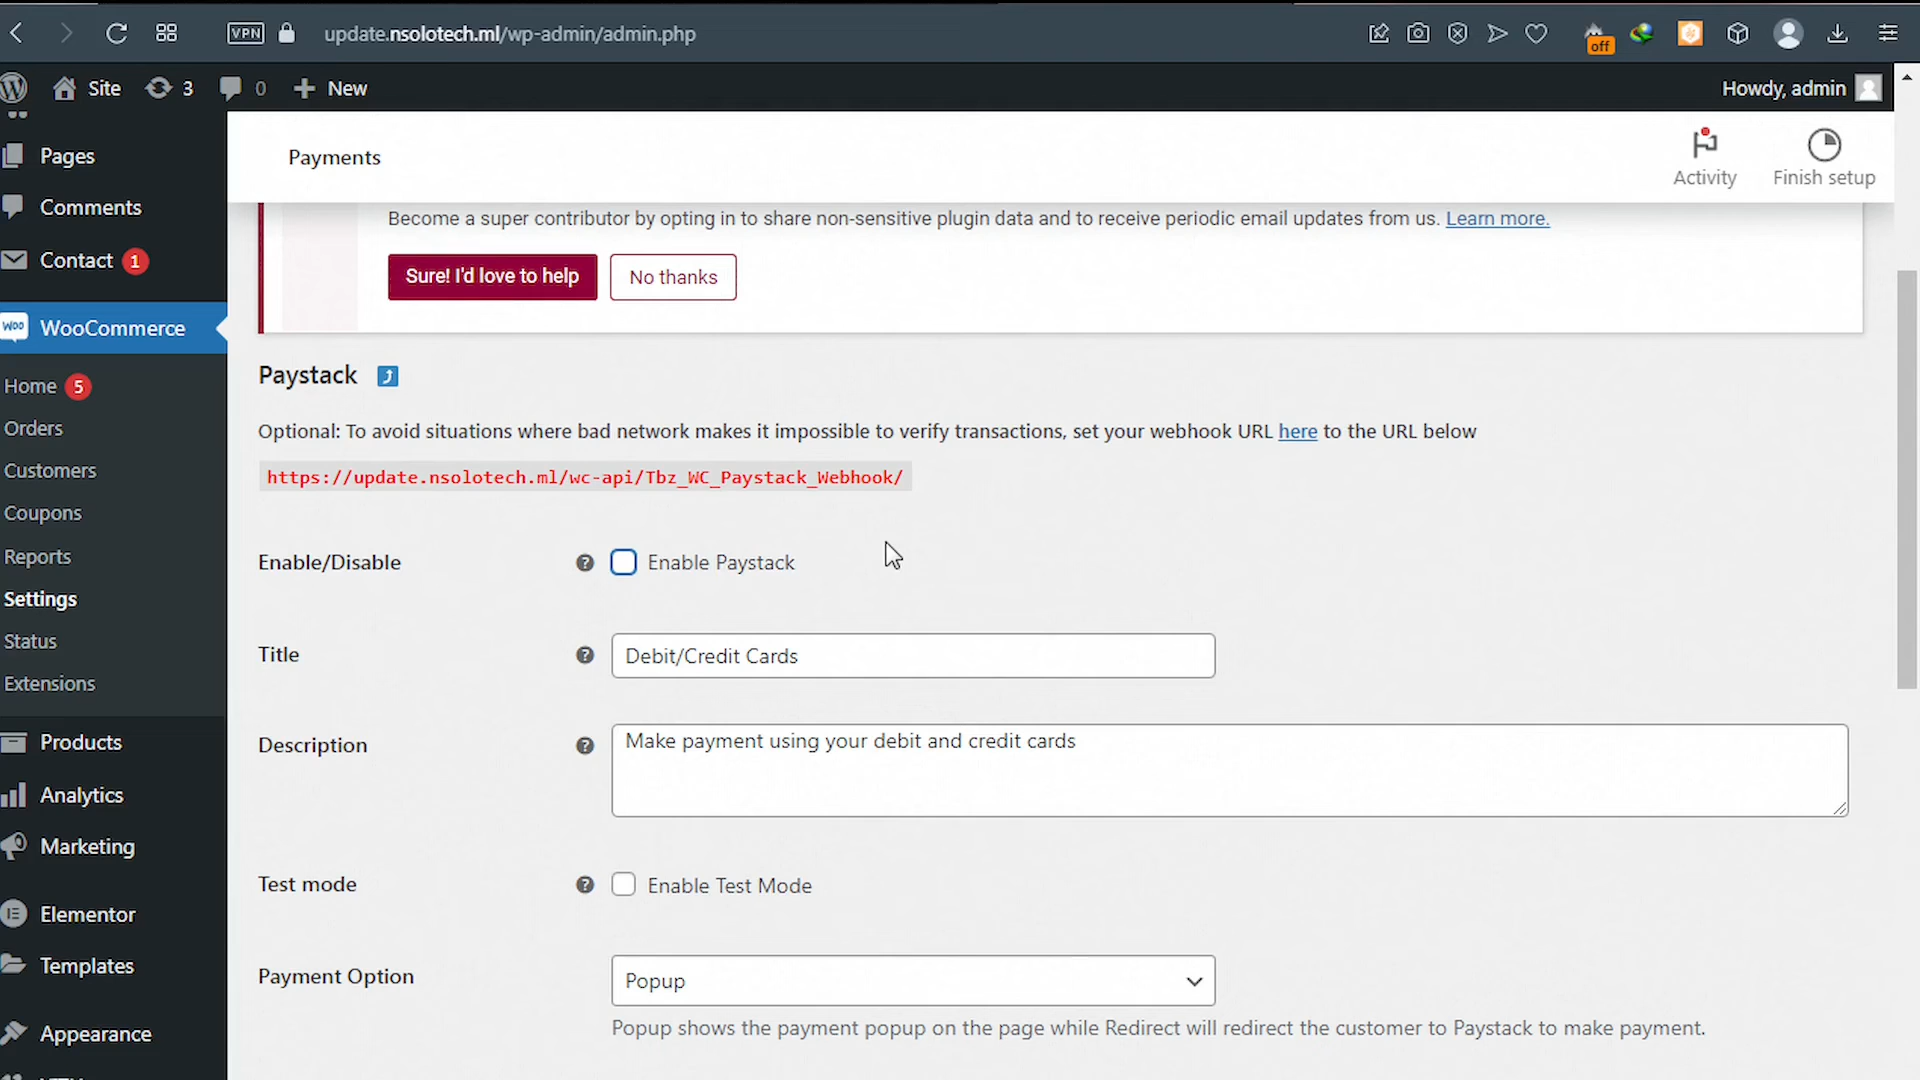 VPN
update.nsolotech.ml/wp-admin/admin.php
off
Site
3
0
New
Howdy, admin
Pages
Comments
Contact 1
Woo WooCommerce
Home 5
Orders
Customers
Coupons
Reports
Settings
Status
Extensions
Products
Analytics
Marketing
Elementor
Templates
Appearance
Payments
Activity
Finish setup
Become a super contributor by opting in to share non-sensitive plugin data and to receive periodic email updates from us. Learn more.
Sure! I'd love to help
No thanks
Paystack
Optional: To avoid situations where bad network makes it impossible to verify transactions, set your webhook URL here to the URL below
https://update.nsolotech.ml/wc-api/Tbz_WC_Paystack_Webhook/
Enable/Disable
Enable Paystack
Title
Debit/Credit Cards
Description
Make payment using your debit and credit cards
Test mode
Enable Test Mode
Payment Option
Popup
Popup shows the payment popup on the page while Redirect will redirect the customer to Paystack to make payment.